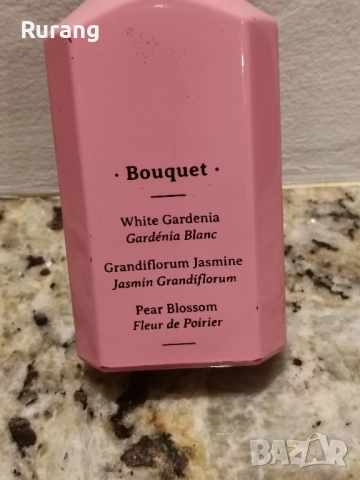 Rurang
· Bouquet ·
White Gardenia
Gardénia Blanc
Grandiflorum Jasmine
Jasmin Grandiflorum
Pear Blossom
Fleur de Poirier
BAZAR